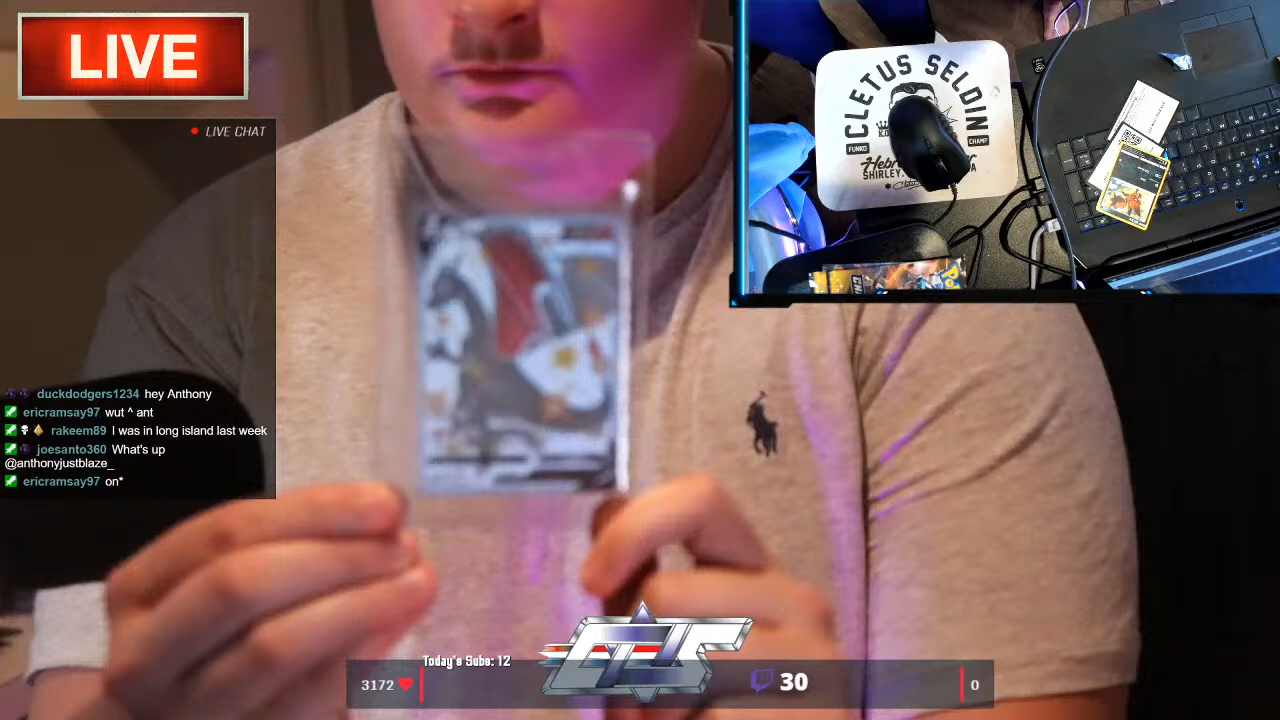 LIVE
LIVE CHAT
duckdodgers1234 hey Anthony
ericramsay97 wut ^ ant
rakeem89 I was in long island last week
joesanto360 What's up
@anthonyjustblaze_
ericramsay97 on*
CLETUS SELDIN
FUNKO
CHAMP
SHIRLEY,
Today's Subs: 12
3172
30
0